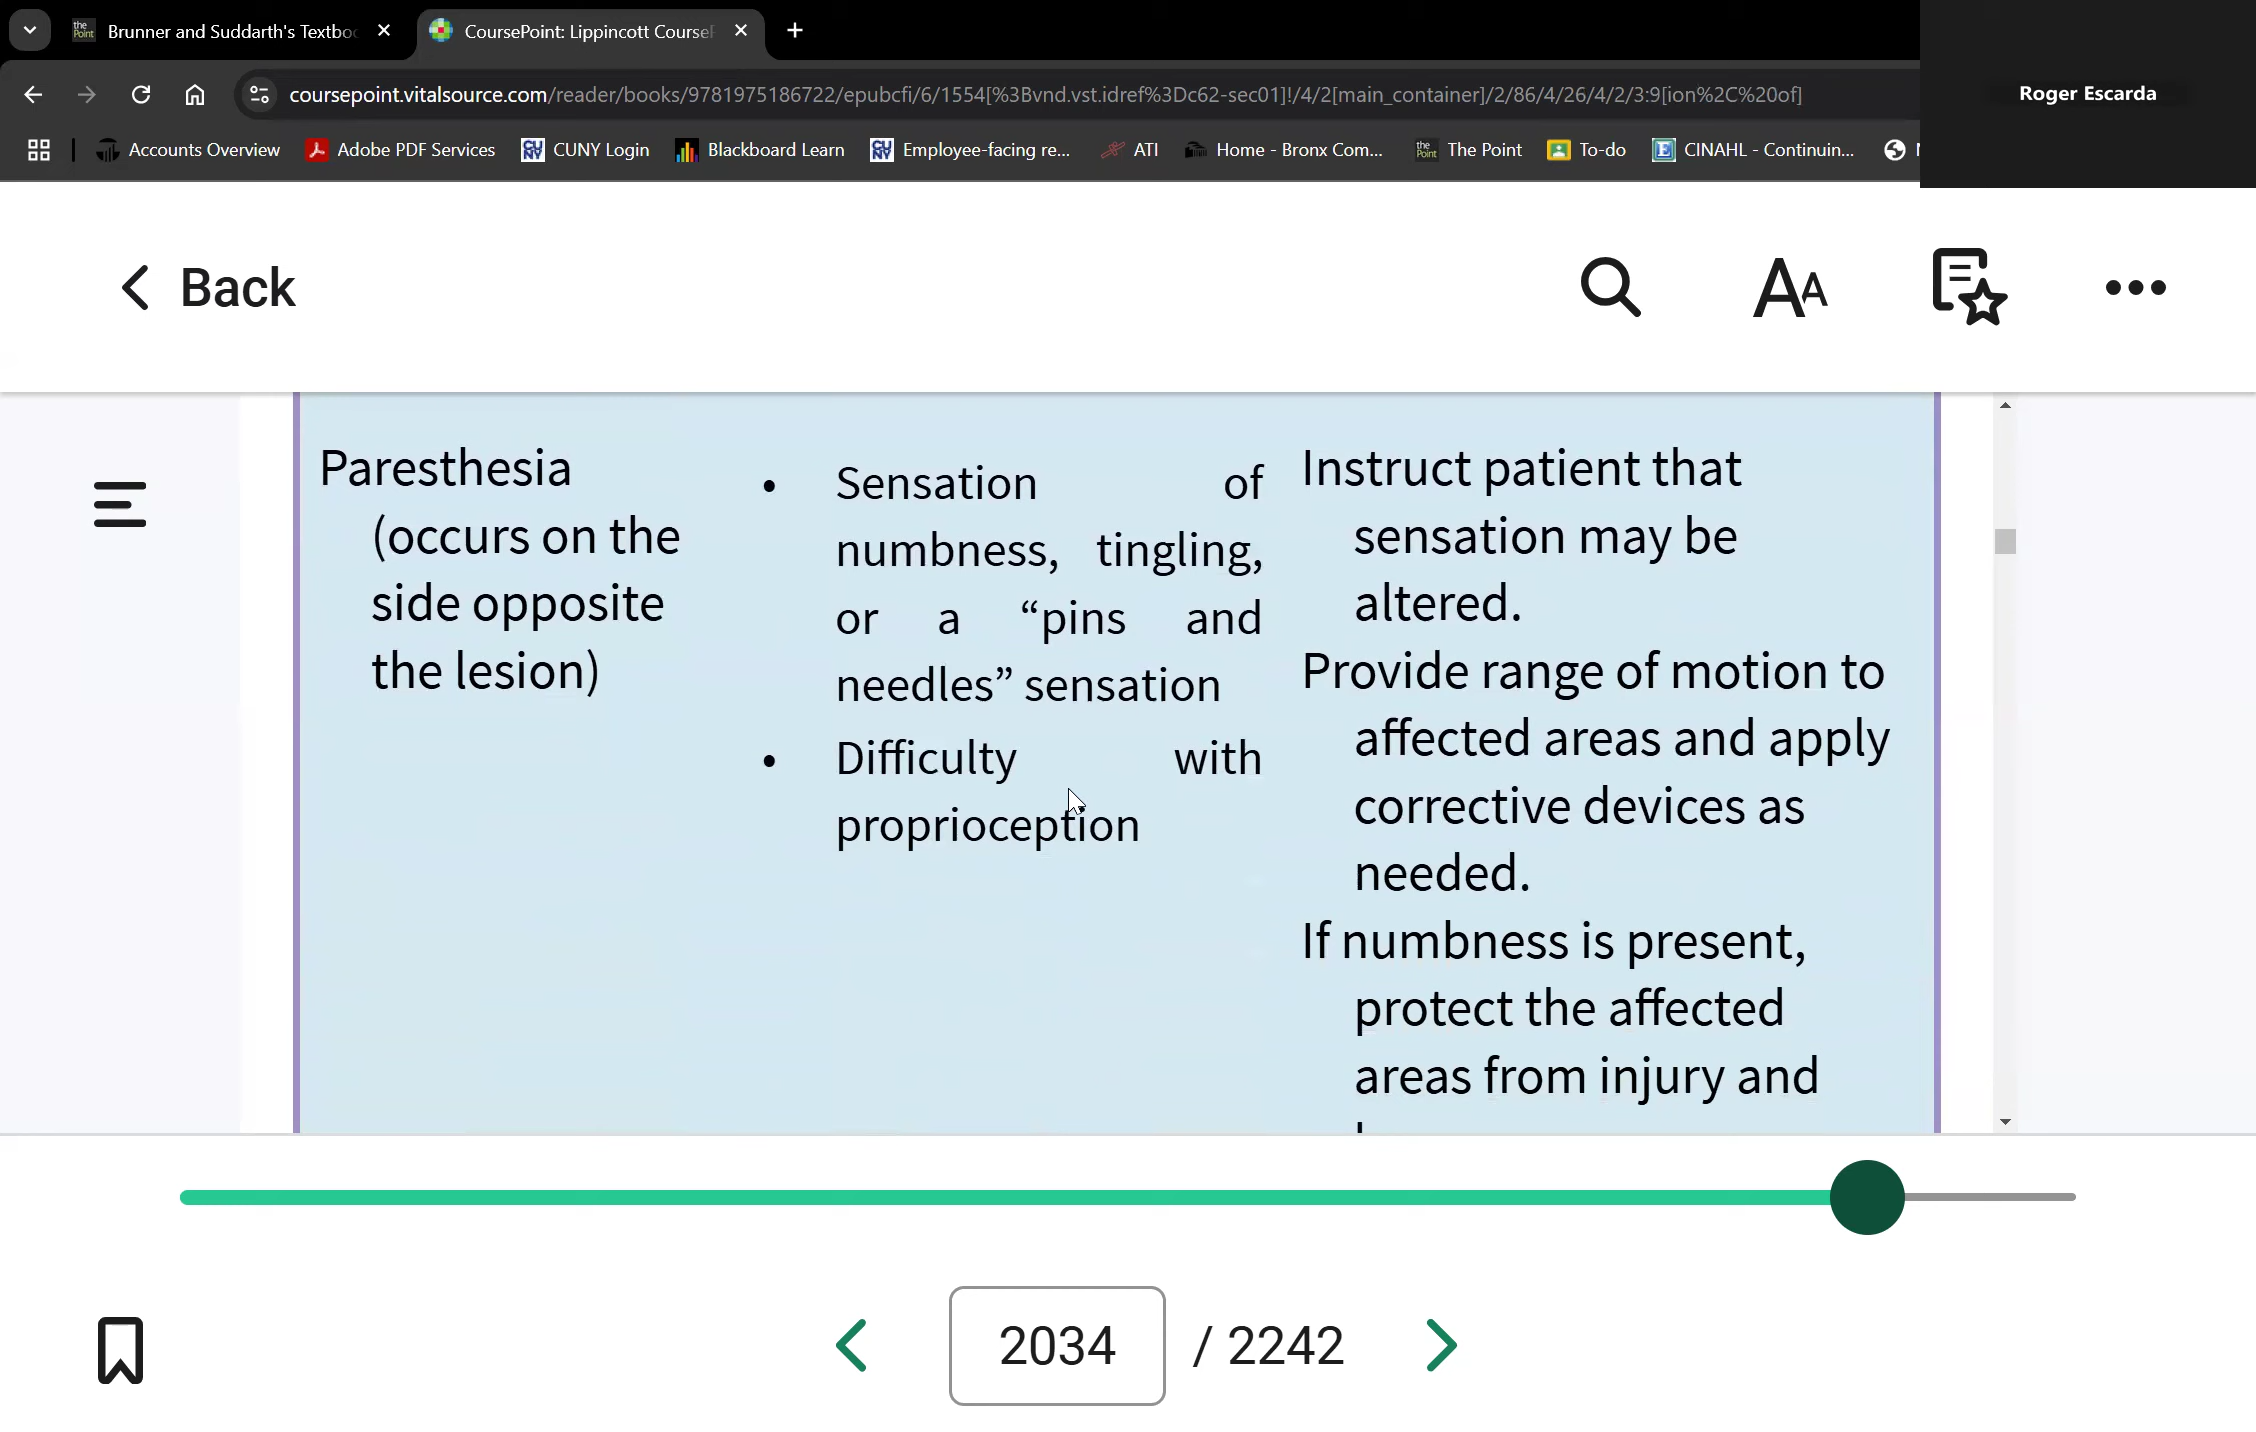 Brunner and Suddarth's Textbo
CoursePoint: Lippincott Course
coursepoint.vitalsource.com/reader/books/9781975186722/epubcfi/6/1554[%3Bvnd.vst.idref%3Dc62-sec01]!/4/2[main_container]/2/86/4/26/4/2/3:9[ion%2C%20of]
Roger Escarda
Accounts Overview
Adobe PDF Services
CUNY Login
Blackboard Learn
Employee-facing re...
ATI
Home - Bronx Com...
the Point
The Point
To-do
CINAHL - Continuin...
Back
AA
Paresthesia
(occurs on the
side opposite
the lesion)
• Sensation of
numbness, tingling,
or a “pins and
needles” sensation
• Difficulty with
proprioception
Instruct patient that
sensation may be
altered.
Provide range of motion to
affected areas and apply
corrective devices as
needed.
If numbness is present,
protect the affected
areas from injury and
2034 / 2242